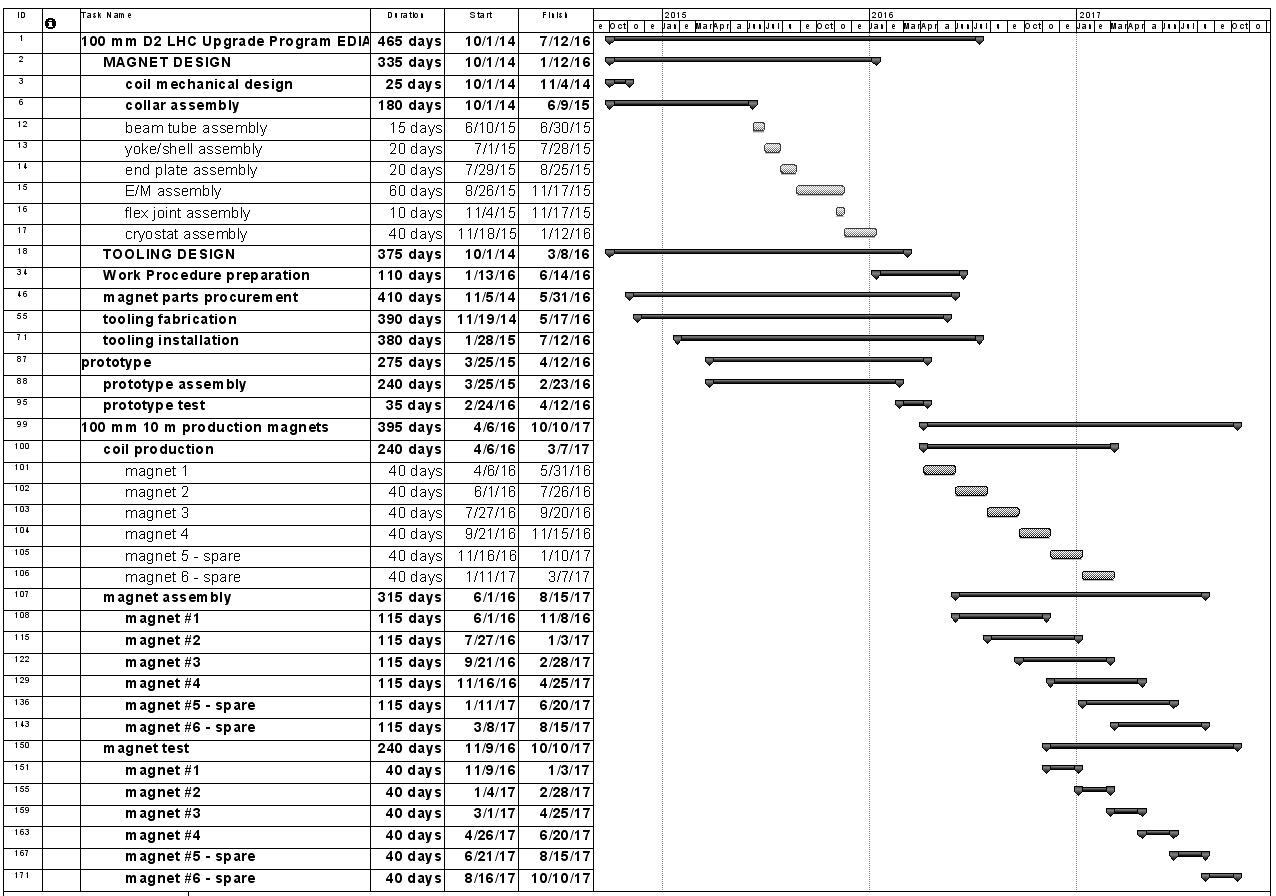 ID Task Name Duration Start Finish 2015 2016 2017
e Oct o e Jan Mar Apr a Jun Jul u e Oct o e Jan Mar Apr a Jun Jul u e Oct o e Jan Mar Apr a Jun Jul u e Oct o
1 100 mm D2 LHC Upgrade Program EDIA 465 days 10/1/14 7/12/16
2 MAGNET DESIGN 335 days 10/1/14 1/12/16
3 coil mechanical design 25 days 10/1/14 11/4/14
6 collar assembly 180 days 10/1/14 6/9/15
12 beam tube assembly 15 days 6/10/15 6/30/15
13 yoke/shell assembly 20 days 7/1/15 7/28/15
14 end plate assembly 20 days 7/29/15 8/25/15
15 E/M assembly 60 days 8/26/15 11/17/15
16 flex joint assembly 10 days 11/4/15 11/17/15
17 cryostat assembly 40 days 11/18/15 1/12/16
18 TOOLING DESIGN 375 days 10/1/14 3/8/16
34 Work Procedure preparation 110 days 1/13/16 6/14/16
46 magnet parts procurement 410 days 11/5/14 5/31/16
55 tooling fabrication 390 days 11/19/14 5/17/16
71 tooling installation 380 days 1/28/15 7/12/16
87 prototype 275 days 3/25/15 4/12/16
88 prototype assembly 240 days 3/25/15 2/23/16
95 prototype test 35 days 2/24/16 4/12/16
99 100 mm 10 m production magnets 395 days 4/6/16 10/10/17
100 coil production 240 days 4/6/16 3/7/17
101 magnet 1 40 days 4/6/16 5/31/16
102 magnet 2 40 days 6/1/16 7/26/16
103 magnet 3 40 days 7/27/16 9/20/16
104 magnet 4 40 days 9/21/16 11/15/16
105 magnet 5 - spare 40 days 11/16/16 1/10/17
106 magnet 6 - spare 40 days 1/11/17 3/7/17
107 magnet assembly 315 days 6/1/16 8/15/17
108 magnet #1 115 days 6/1/16 11/8/16
115 magnet #2 115 days 7/27/16 1/3/17
122 magnet #3 115 days 9/21/16 2/28/17
129 magnet #4 115 days 11/16/16 4/25/17
136 magnet #5 - spare 115 days 1/11/17 6/20/17
143 magnet #6 - spare 115 days 3/8/17 8/15/17
150 magnet test 240 days 11/9/16 10/10/17
151 magnet #1 40 days 11/9/16 1/3/17
155 magnet #2 40 days 1/4/17 2/28/17
159 magnet #3 40 days 3/1/17 4/25/17
163 magnet #4 40 days 4/26/17 6/20/17
167 magnet #5 - spare 40 days 6/21/17 8/15/17
171 magnet #6 - spare 40 days 8/16/17 10/10/17